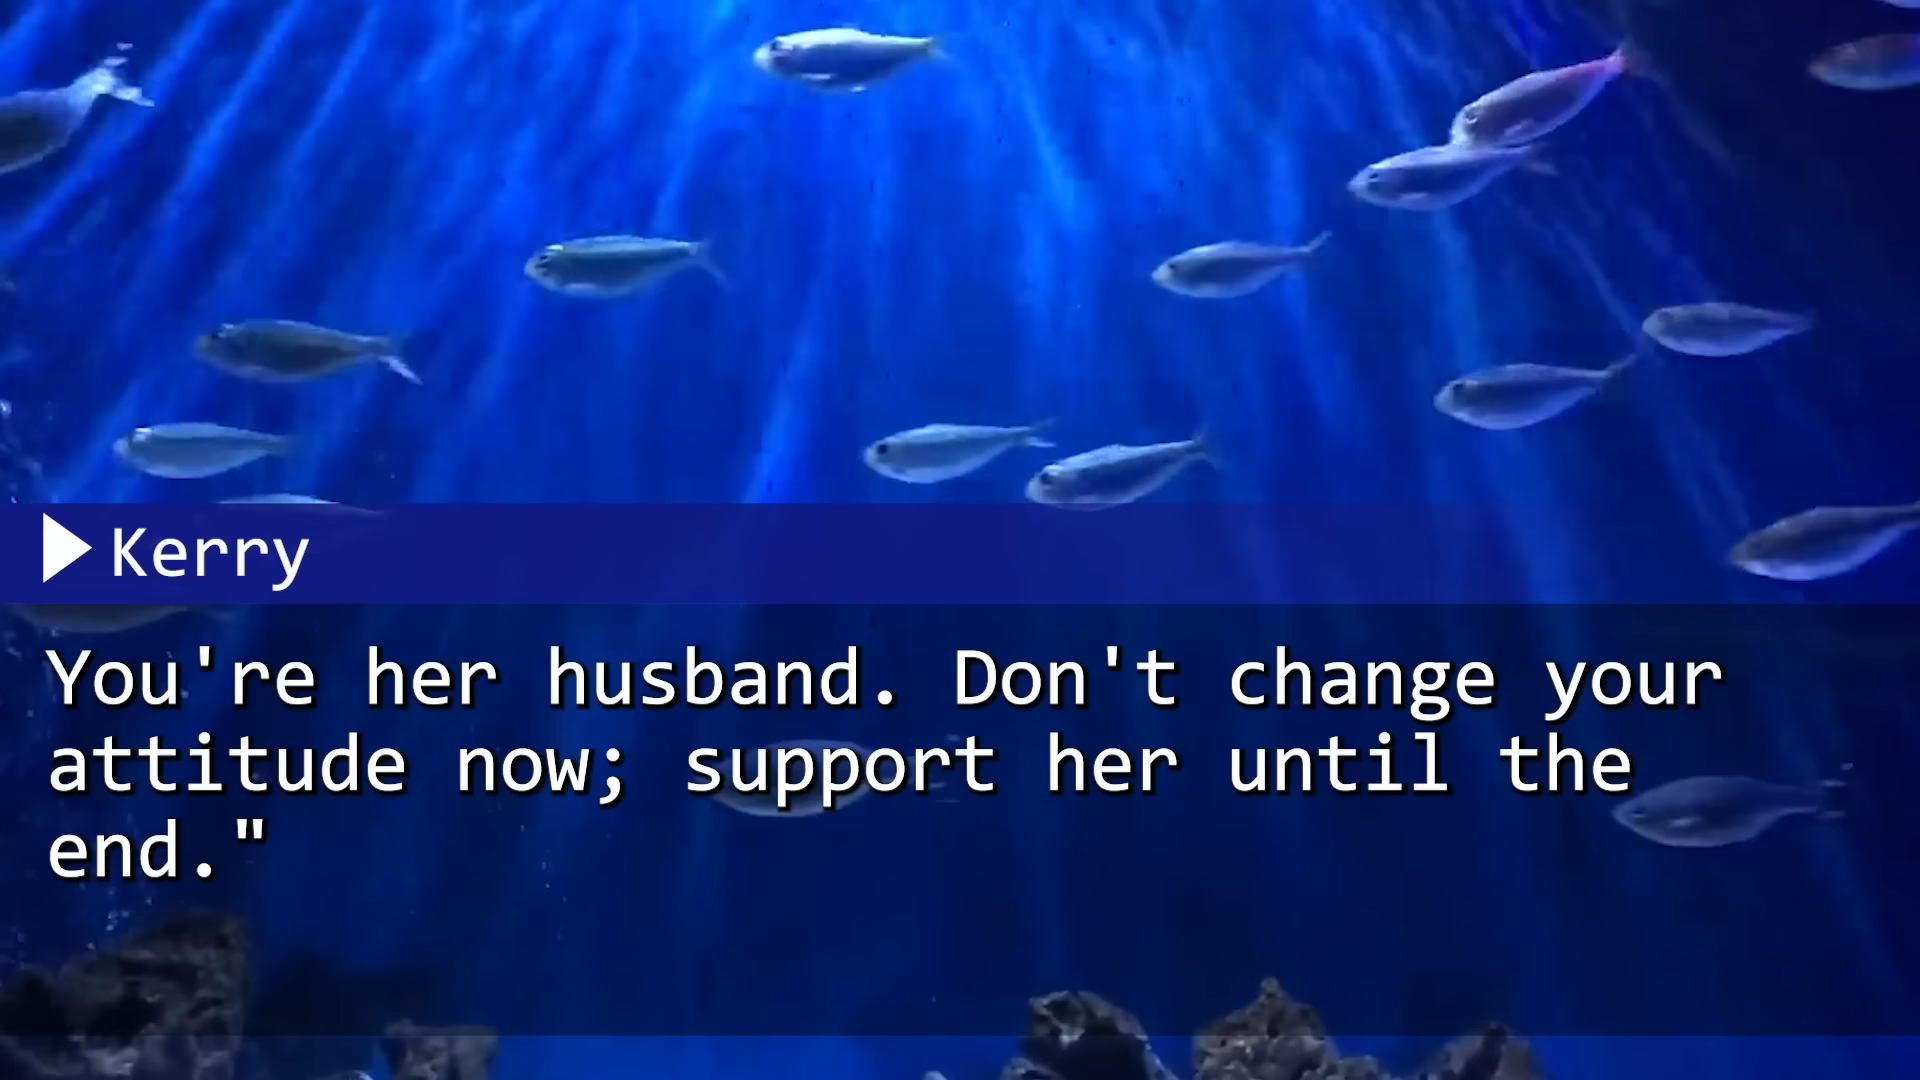 Kerry
You're her husband. Don't change your
attitude now; support her until the
end."